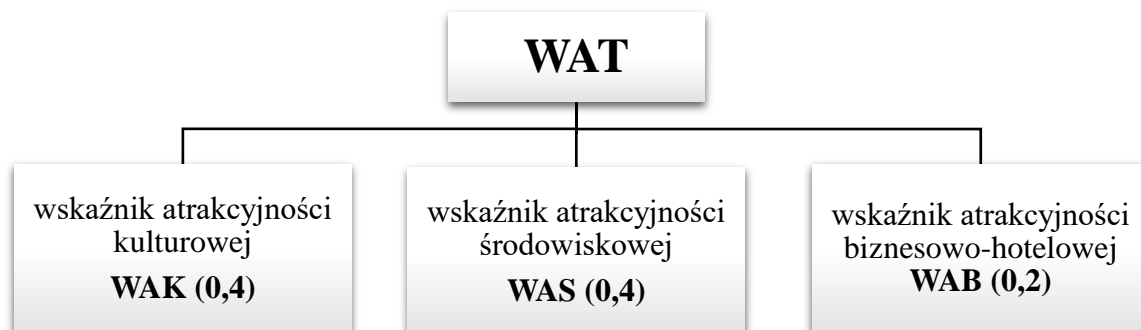 WAT
wskaźnik atrakcyjności
kulturowej
WAK (0,4)
wskaźnik atrakcyjności
środowiskowej
WAS (0,4)
wskaźnik atrakcyjności
biznesowo-hotelowej
WAB (0,2)